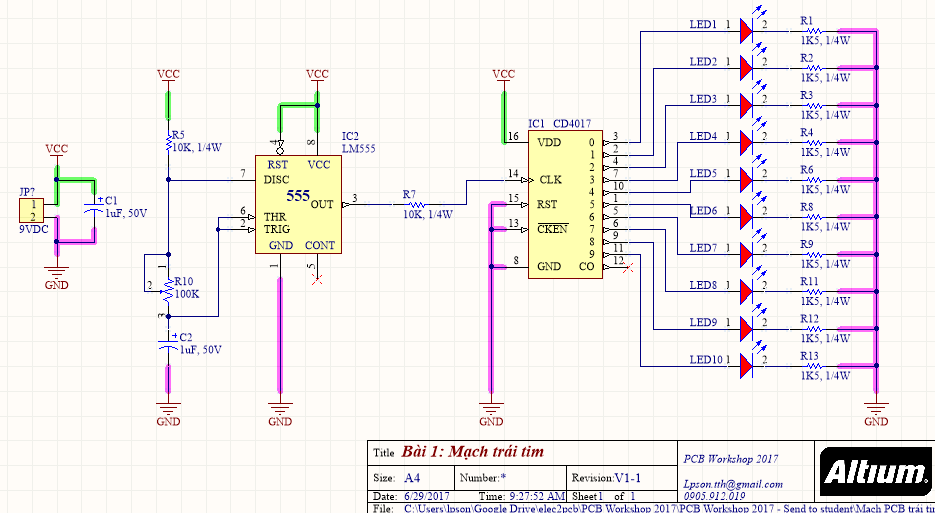 VCC
JP?
1
2
9VDC
C1
1uF, 50V
GND
VCC
R5
10K, 1/4W
R10
100K
1
2
3
C2
1uF, 50V
GND
VCC
IC2
LM555
4
8
RST
VCC
7
DISC
555
OUT
3
6
THR
2
TRIG
GND
CONT
1
5
GND
R7
10K, 1/4W
VCC
IC1 CD4017
16
VDD
0
3
1
2
2
4
14
CLK
3
7
4
10
15
RST
5
1
6
5
13
CKEN
7
6
8
9
9
11
8
GND
CO
12
GND
LED1 1 2
R1
1K5, 1/4W
LED2 1 2
R2
1K5, 1/4W
LED3 1 2
R3
1K5, 1/4W
LED4 1 2
R4
1K5, 1/4W
LED5 1 2
R6
1K5, 1/4W
LED6 1 2
R8
1K5, 1/4W
LED7 1 2
R9
1K5, 1/4W
LED8 1 2
R11
1K5, 1/4W
LED9 1 2
R12
1K5, 1/4W
LED10 1 2
R13
1K5, 1/4W
GND
Title Bài 1: Mạch trái tim
Size: A4 Number:* Revision:V1-1
Date: 6/29/2017 Time: 9:27:52 AM Sheet1 of 1
File: C:\Users\lpson\Google Drive\elec2pcb\PCB Workshop 2017\PCB Workshop 2017 - Send to student\Mach PCB trái
PCB Workshop 2017
Lpson.tth@gmail.com
0905.912.019
Altium.